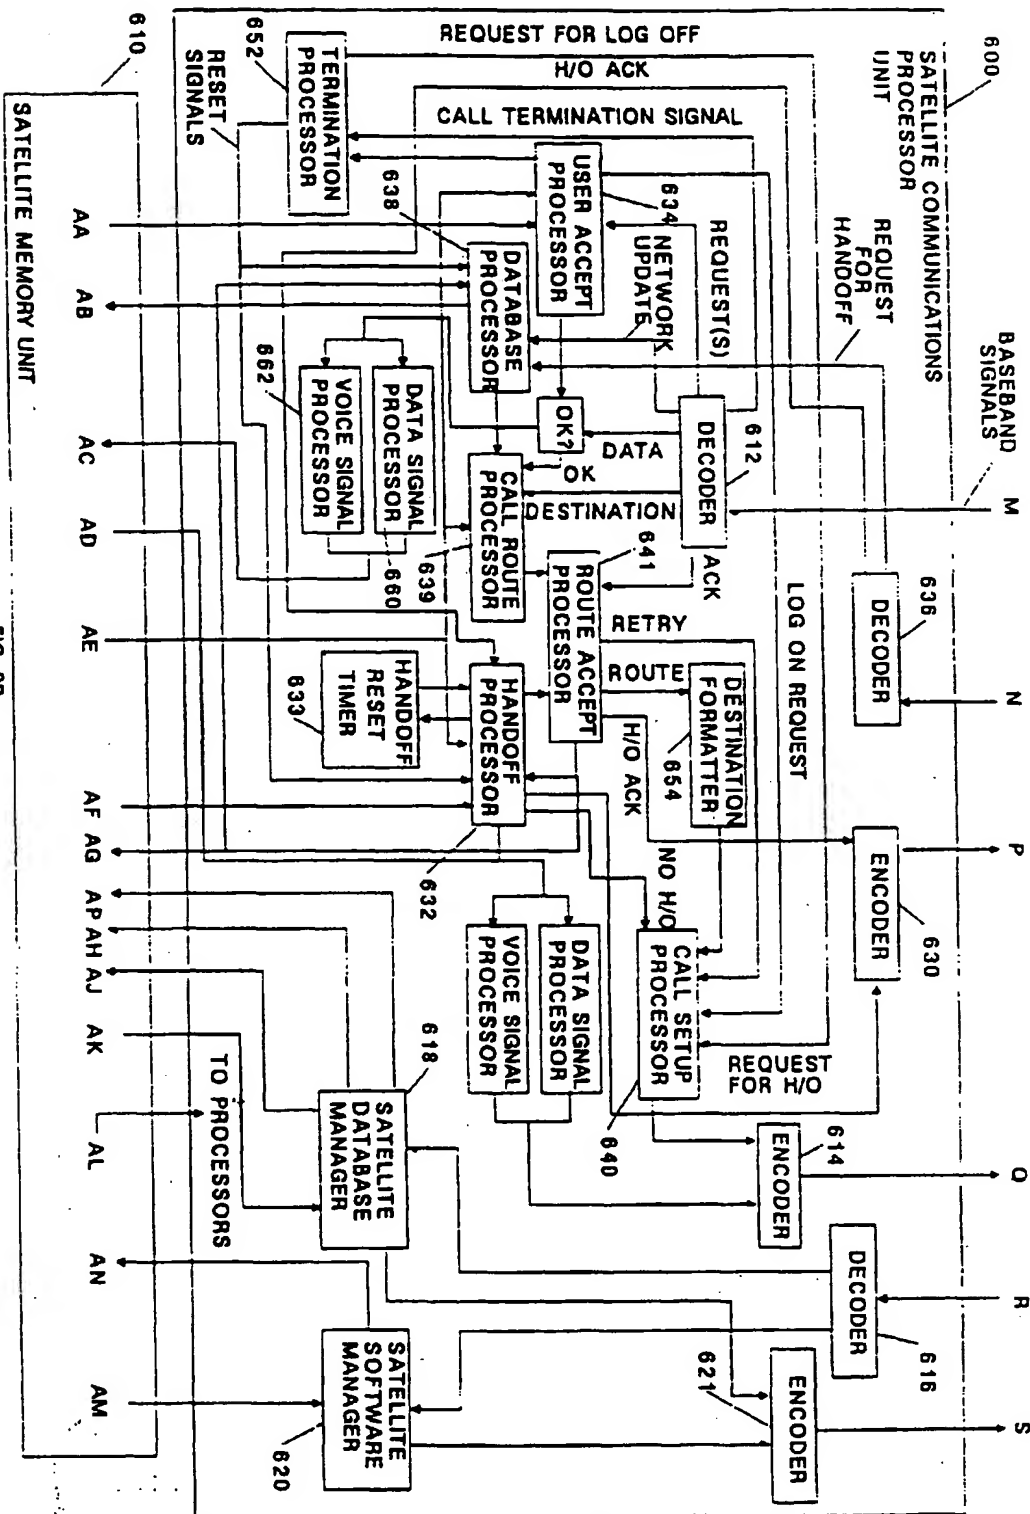 600
SATELLITE COMMUNICATIONS
PROCESSOR
UNIT
BASEBAND
SIGNALS
M
N
P
Q
R
S
REQUEST
FOR
HANDOFF
636
DECODER
ENCODER
630
614
ENCODER
DECODER
616
621
ENCODER
REQUEST FOR LOG OFF
H/O ACK
CALL TERMINATION SIGNAL
REQUEST(S)
NETWORK
UPDATE
612
DECODER
DATA
OK
DESTINATION
ACK
LOG ON REQUEST
641
RETRY
ROUTE
H/O ACK
DESTINATION
FORMATTER
654
NO H/O
CALL SETUP
PROCESSOR
640
REQUEST
FOR H/O
634
USER ACCEPT
PROCESSOR
OK?
ROUTE ACCEPT
PROCESSOR
638
DATABASE
PROCESSOR
CALL ROUTE
PROCESSOR
639
HANDOFF
PROCESSOR
632
DATA SIGNAL
PROCESSOR
VOICE SIGNAL
PROCESSOR
652
TERMINATION
PROCESSOR
DATA SIGNAL
PROCESSOR
660
VOICE SIGNAL
PROCESSOR
662
HANDOFF
RESET
TIMER
633
618
SATELLITE
DATABASE
MANAGER
SATELLITE
SOFTWARE
MANAGER
620
RESET
SIGNALS
TO PROCESSORS
610
AA
AB
AC
AD
AE
AF
AG
AP
AH
AJ
AK
AL
AN
AM
SATELLITE MEMORY UNIT